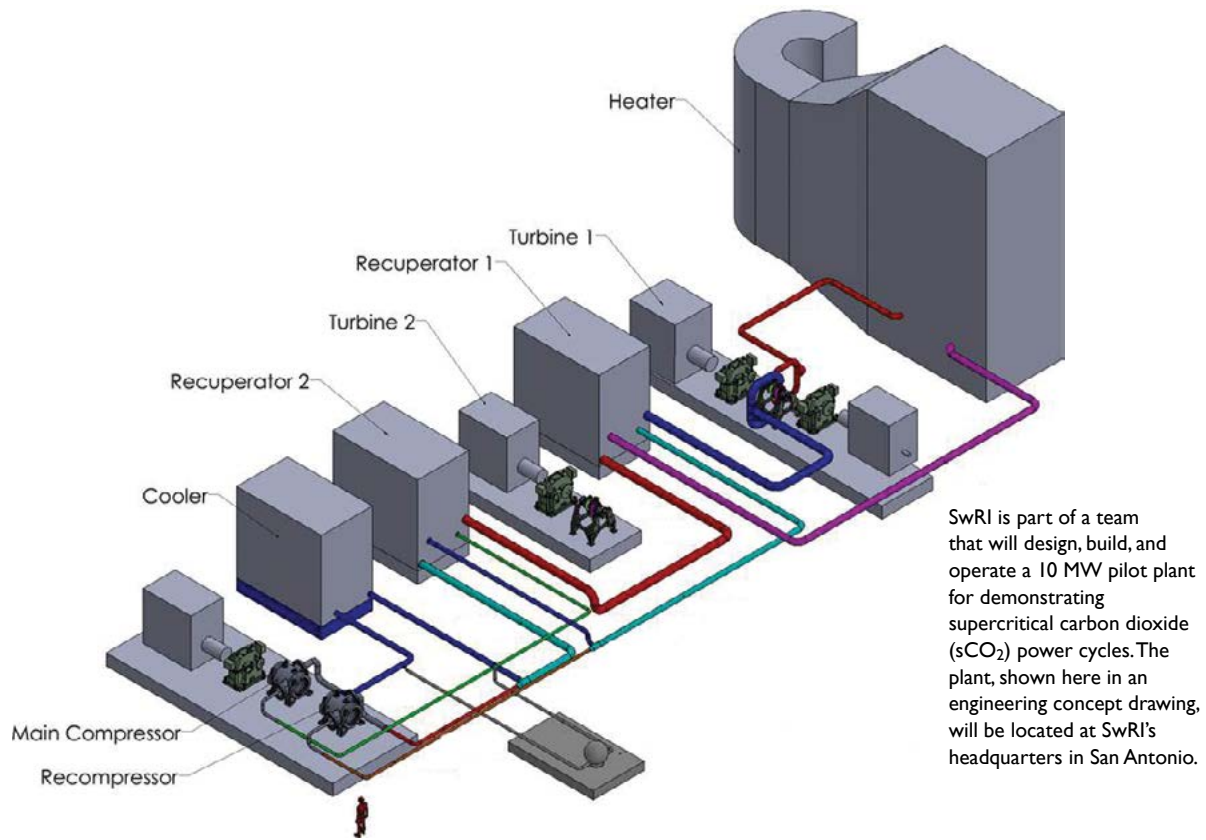 Heater
Turbine 1
Recuperator 1
Turbine 2
Recuperator 2
Cooler
Main Compressor
Recompressor
SwRI is part of a team
that will design, build, and
operate a 10 MW pilot plant
for demonstrating
supercritical carbon dioxide
(sCO₂) power cycles. The
plant, shown here in an
engineering concept drawing,
will be located at SwRI’s
headquarters in San Antonio.